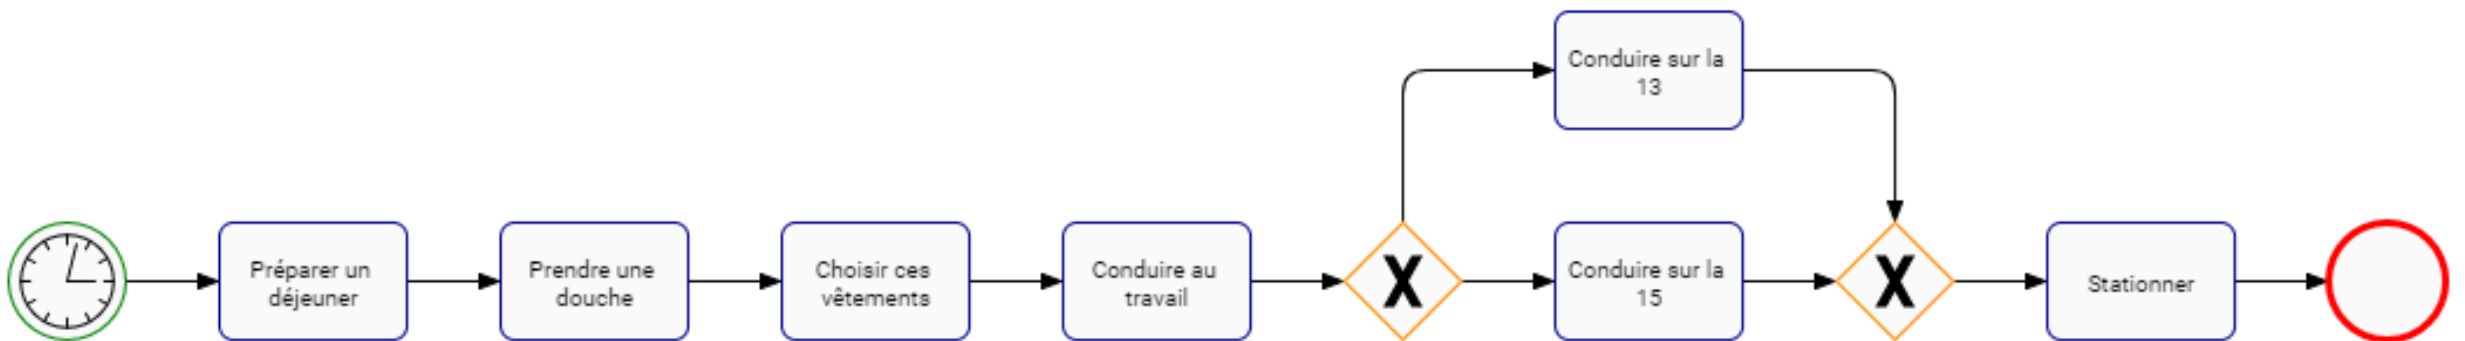 Préparer un
déjeuner
Prendre une
douche
Choisir ces
vêtements
Conduire au
travail
X
Conduire sur la
13
Conduire sur la
15
X
Stationner